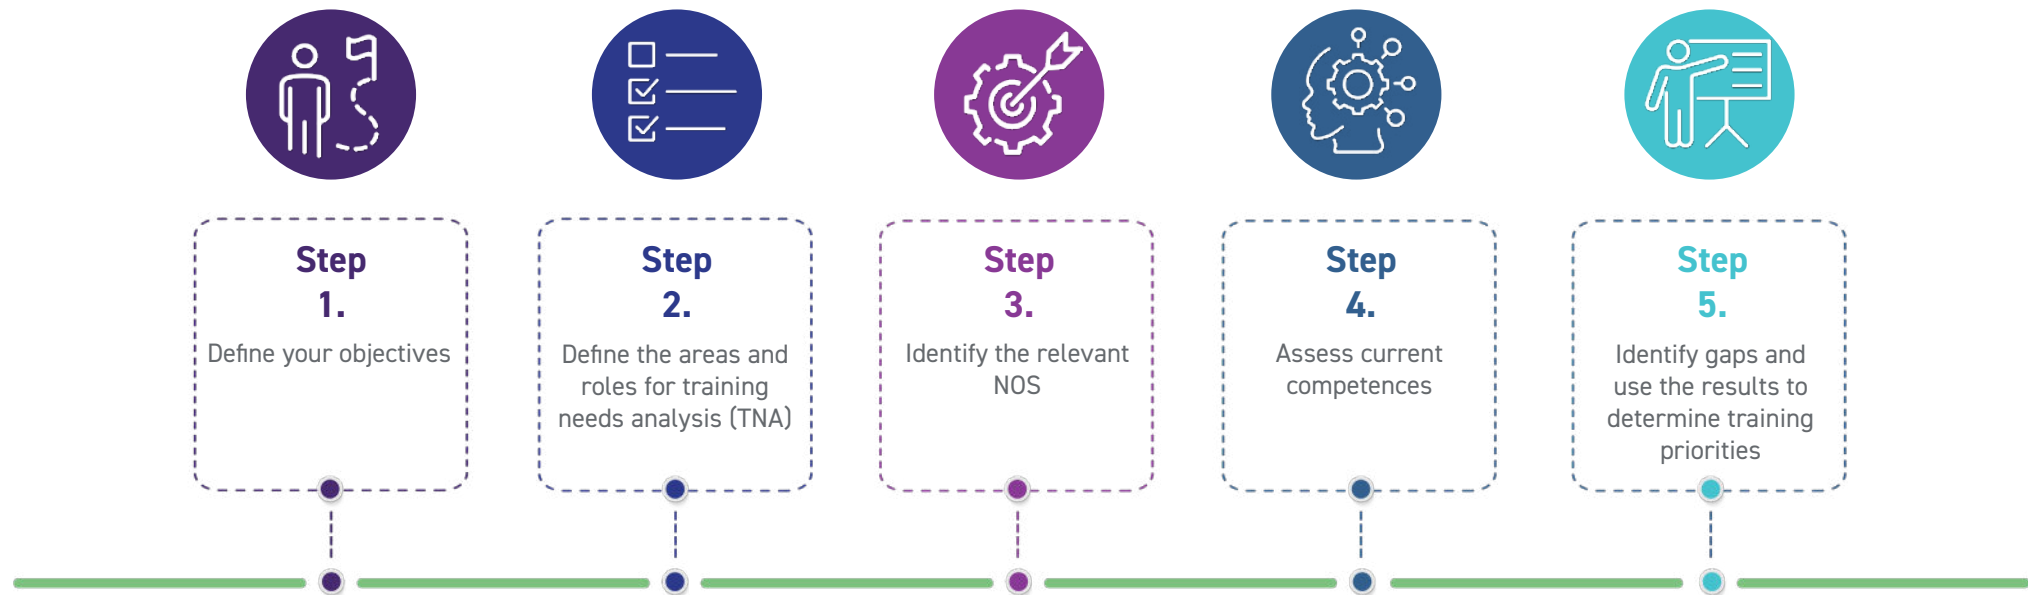 Step
1.
Define your objectives
Step
2.
Define the areas and
roles for training
needs analysis (TNA)
Step
3.
Identify the relevant
NOS
Step
4.
Assess current
competences
Step
5.
Identify gaps and
use the results to
determine training
priorities